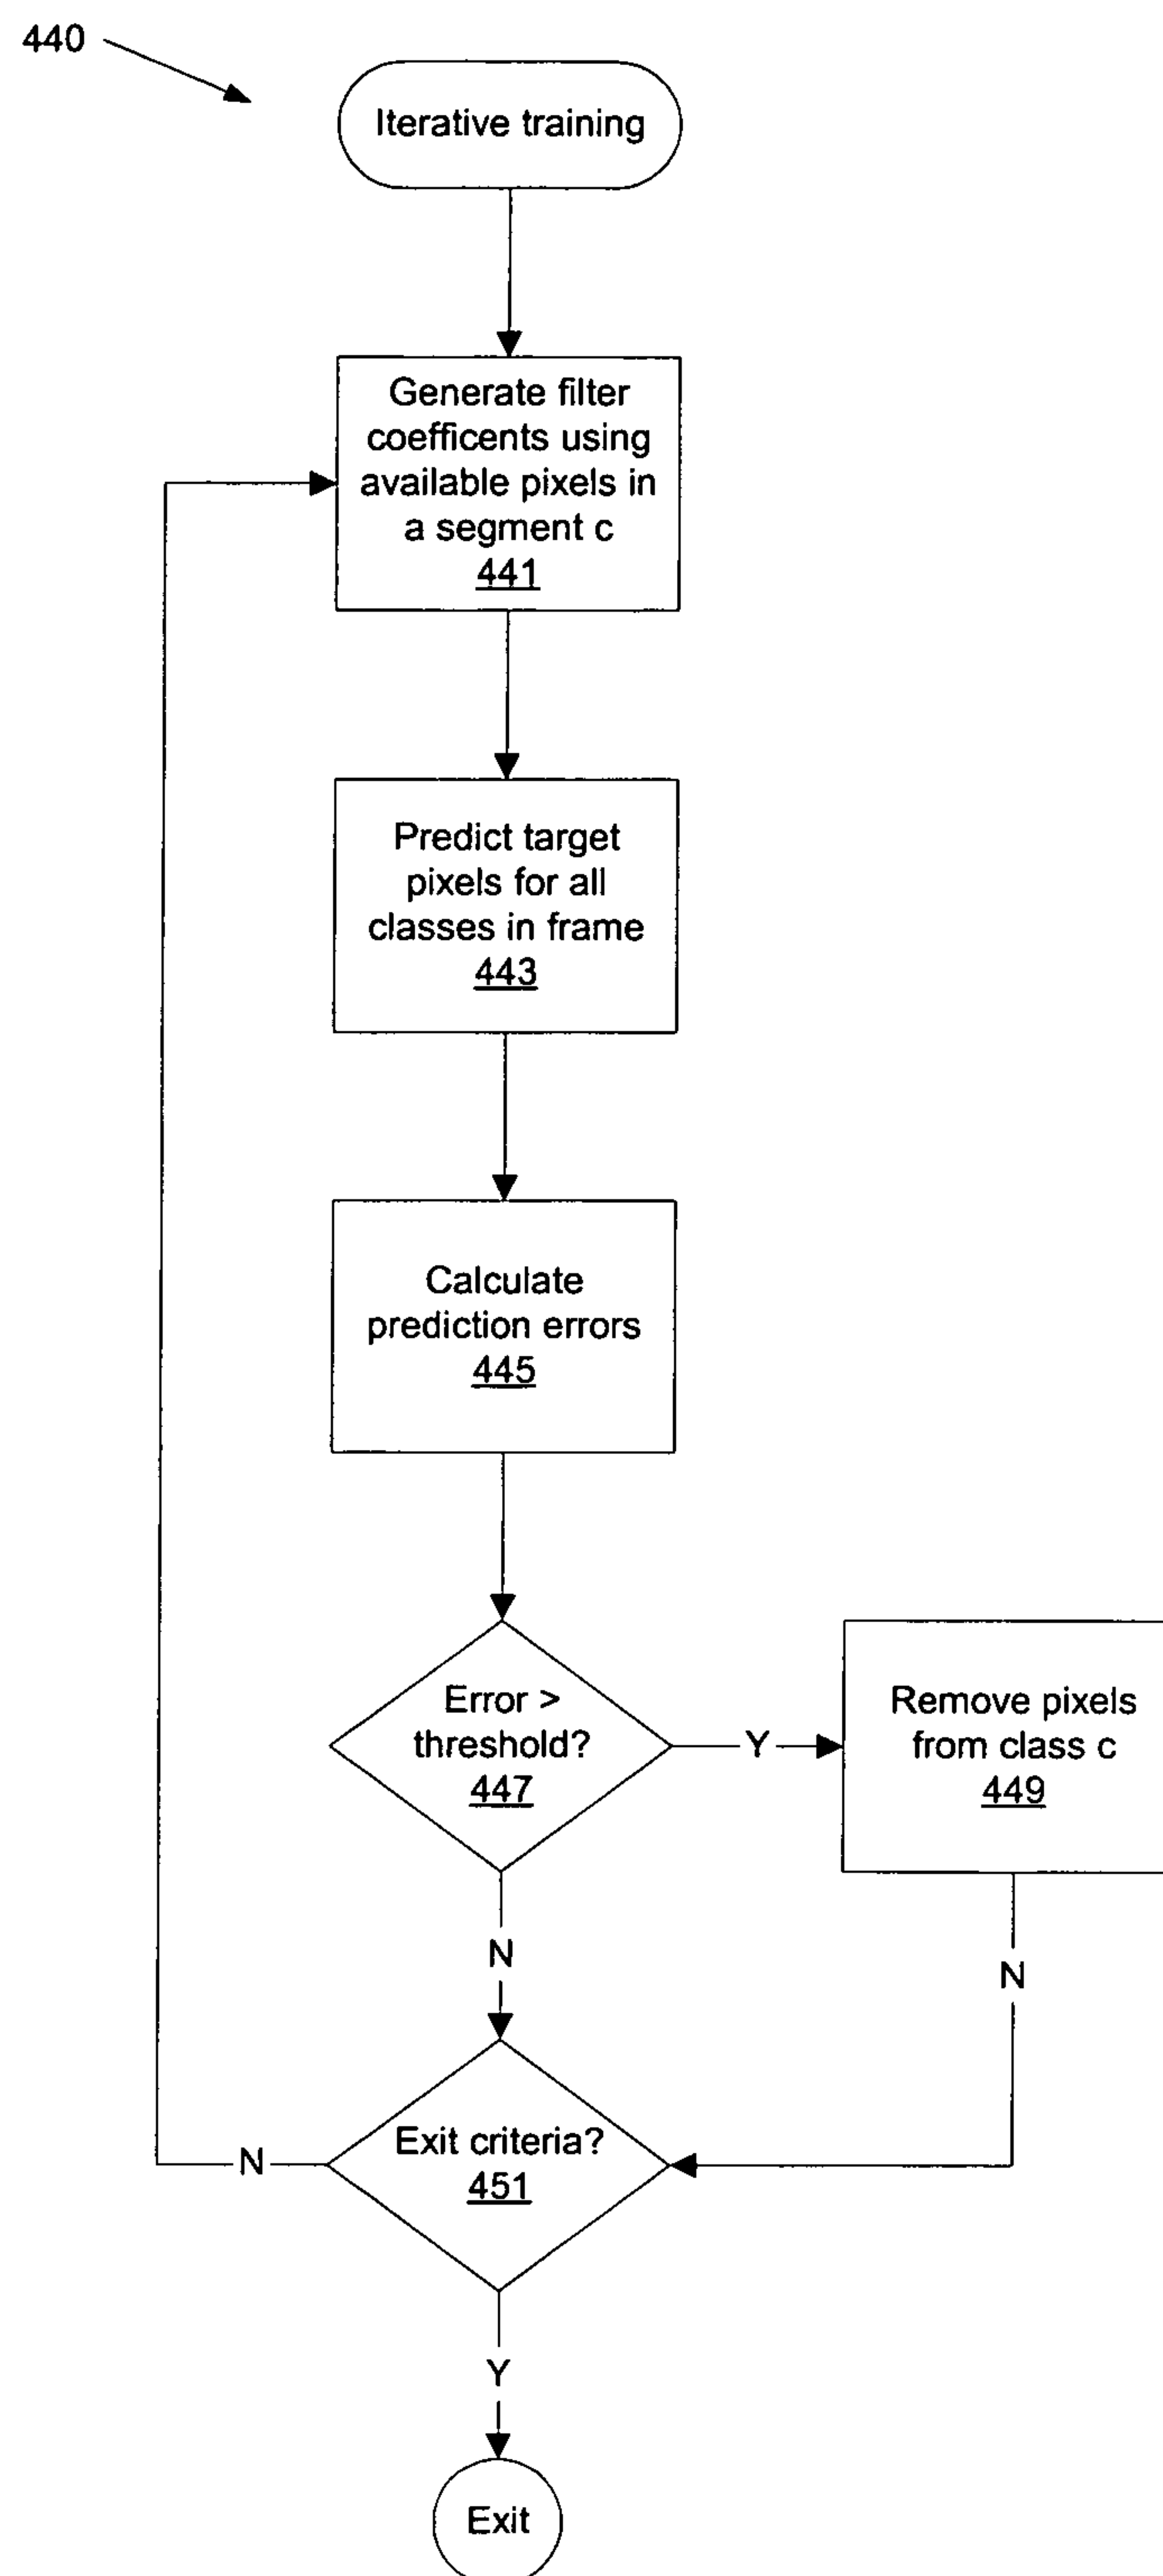 440
Iterative training
Generate filter
coefficents using
available pixels in
a segment c
441
Predict target
pixels for all
classes in frame
443
Calculate
prediction errors
445
Error >
threshold?
447
Y
Remove pixels
from class c
449
N
N
Exit criteria?
451
N
Y
Exit